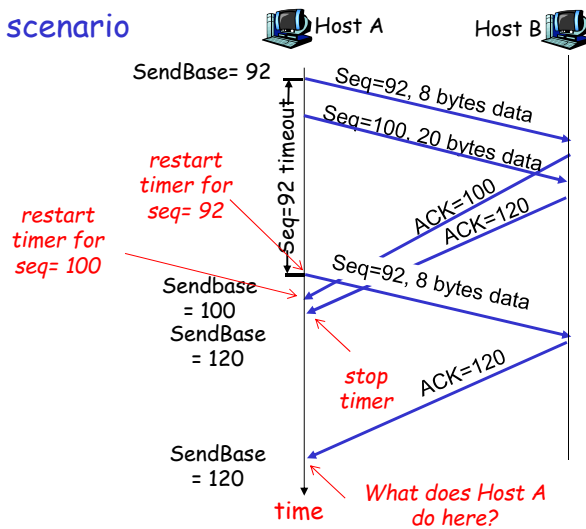 scenario
Host A
Host B
SendBase= 92
Seq=92, 8 bytes data
Seq=100, 20 bytes data
Seq=92 timeout
restart
timer for
seq= 92
restart
timer for
seq= 100
ACK=100
ACK=120
Seq=92, 8 bytes data
Sendbase
= 100
SendBase
= 120
stop
timer
ACK=120
SendBase
= 120
time
What does Host A
do here?